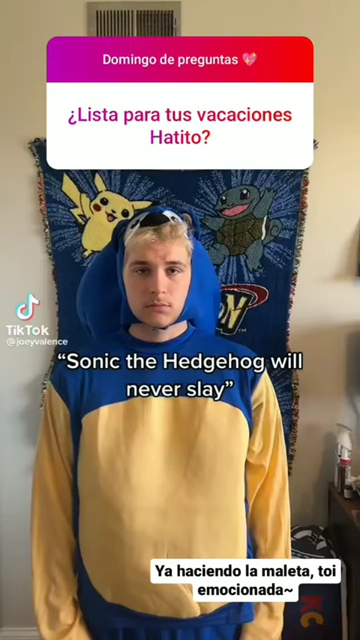 Domingo de preguntas 💖
¿Lista para tus vacaciones
Hatito?
TikTok
@joeyvalence
“Sonic the Hedgehog will
never slay”
Ya haciendo la maleta, toi
emocionada~